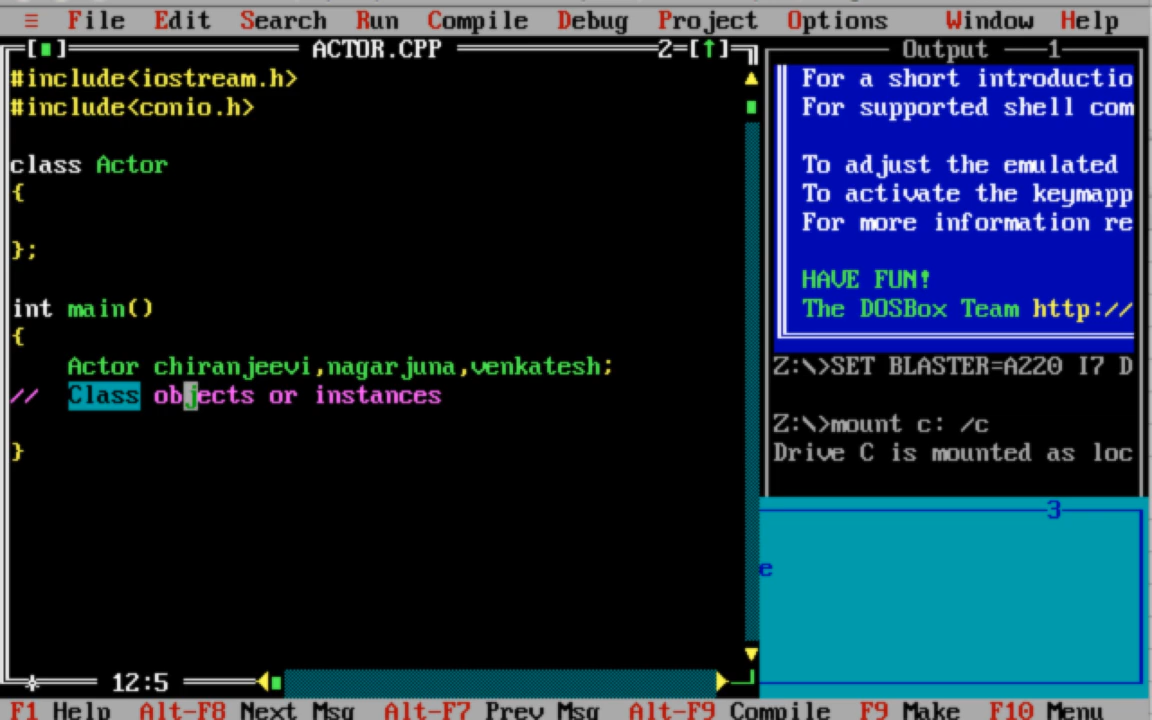 ≡ File Edit Search Run Compile Debug Project Options Window Help
[■] ACTOR.CPP 2=[↑]
#include<iostream.h>
#include<conio.h>
class Actor
{
};
int main()
{
Actor chiranjeevi,nagarjuna,venkatesh;
// Class objects or instances
}
12:5
Output 1
For a short introductio
For supported shell com
To adjust the emulated
To activate the keymapp
For more information re
HAVE FUN!
The DOSBox Team http://
Z:\>SET BLASTER=A220 I7 D
Z:\>mount c: /c
Drive C is mounted as loc
3
e
F1 Help Alt-F8 Next Msg Alt-F7 Prev Msg Alt-F9 Compile F9 Make F10 Menu